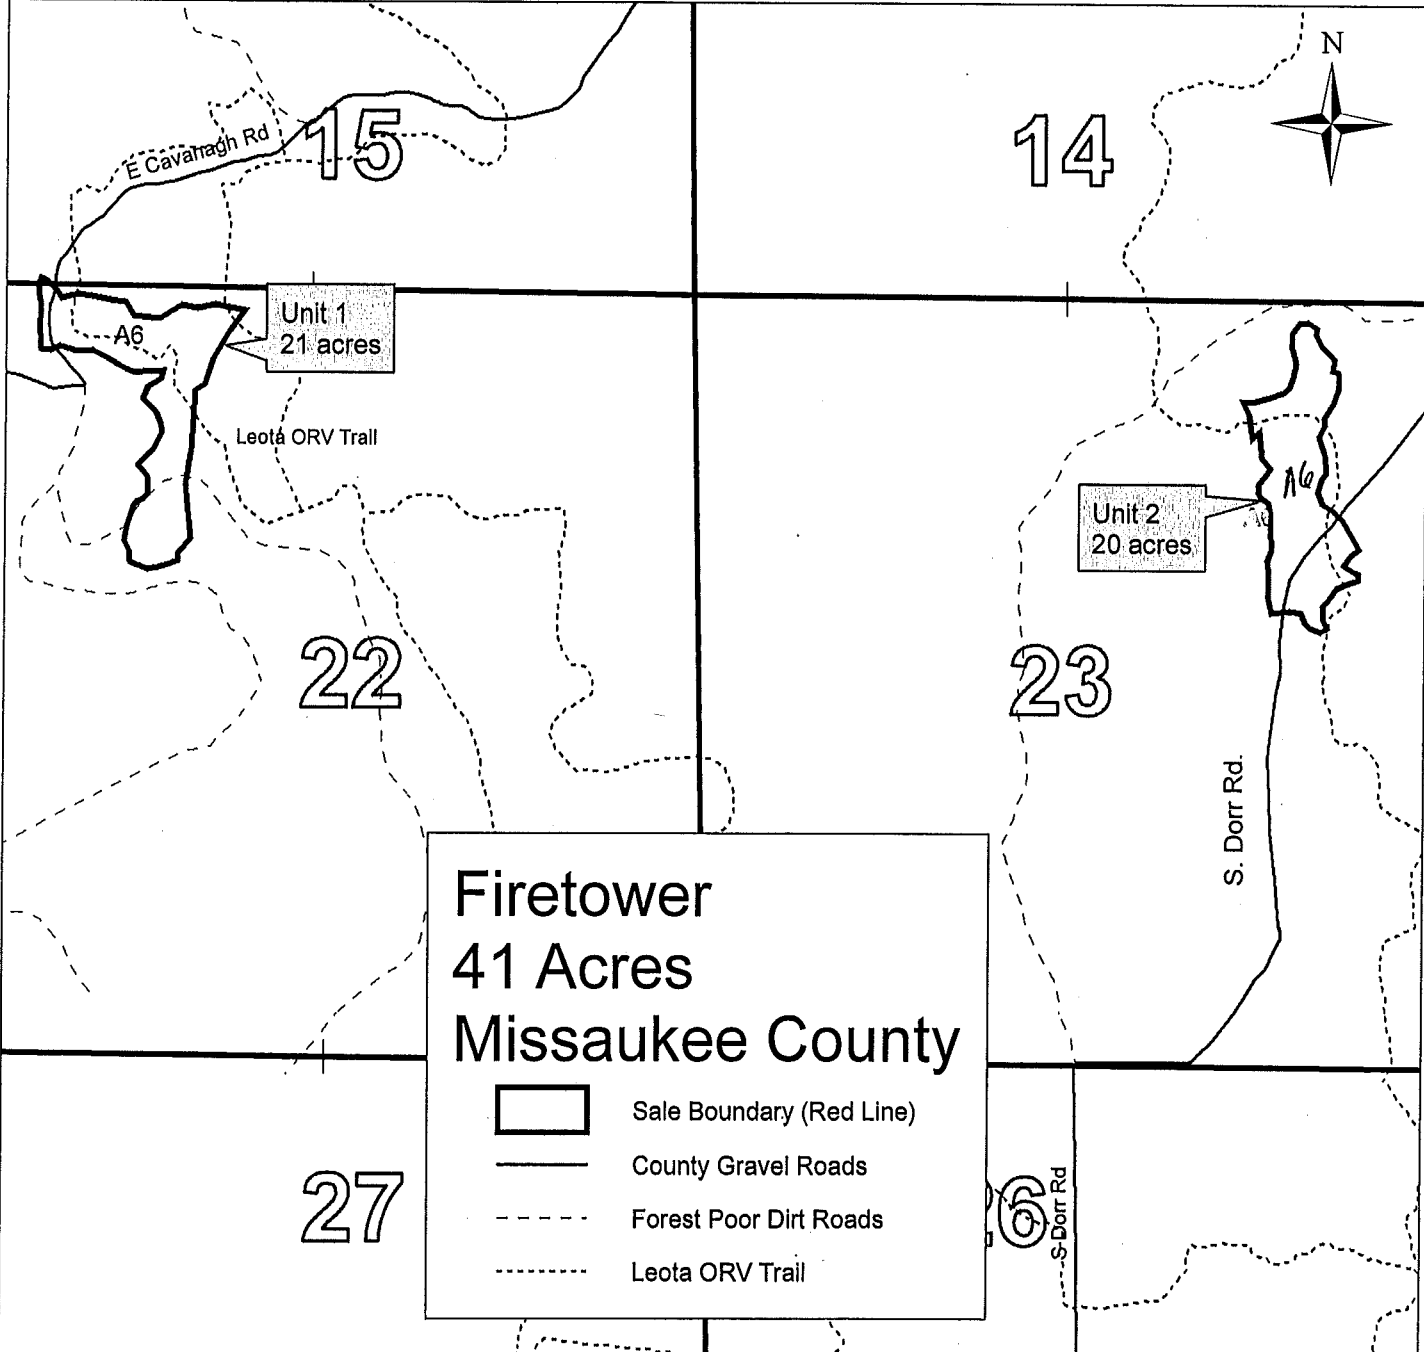 N
15
14
E Cavanagh Rd
Unit 1
21 acres
A6
Leota ORV Trail
A6
Unit 2
20 acres
22
23
S. Dorr Rd.
Firetower
41 Acres
Missaukee County
Sale Boundary (Red Line)
County Gravel Roads
Forest Poor Dirt Roads
Leota ORV Trail
27
26
S Dorr Rd